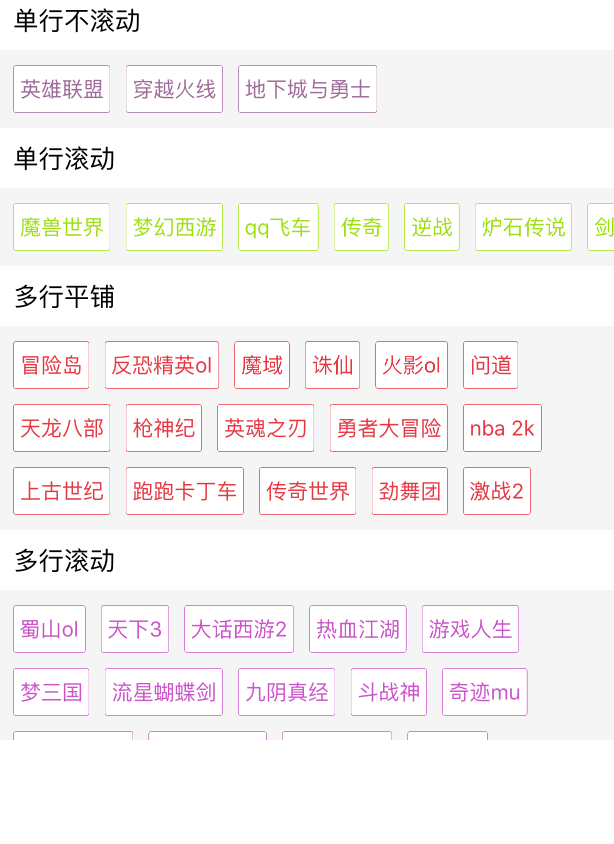 单行不滚动
英雄联盟 穿越火线 地下城与勇士
单行滚动
魔兽世界 梦幻西游 qq飞车 传奇 逆战 炉石传说 剑
多行平铺
冒险岛 反恐精英ol 魔域 诛仙 火影ol 问道
天龙八部 枪神纪 英魂之刃 勇者大冒险 nba 2k
上古世纪 跑跑卡丁车 传奇世界 劲舞团 激战2
多行滚动
蜀山ol 天下3 大话西游2 热血江湖 游戏人生
梦三国 流星蝴蝶剑 九阴真经 斗战神 奇迹mu